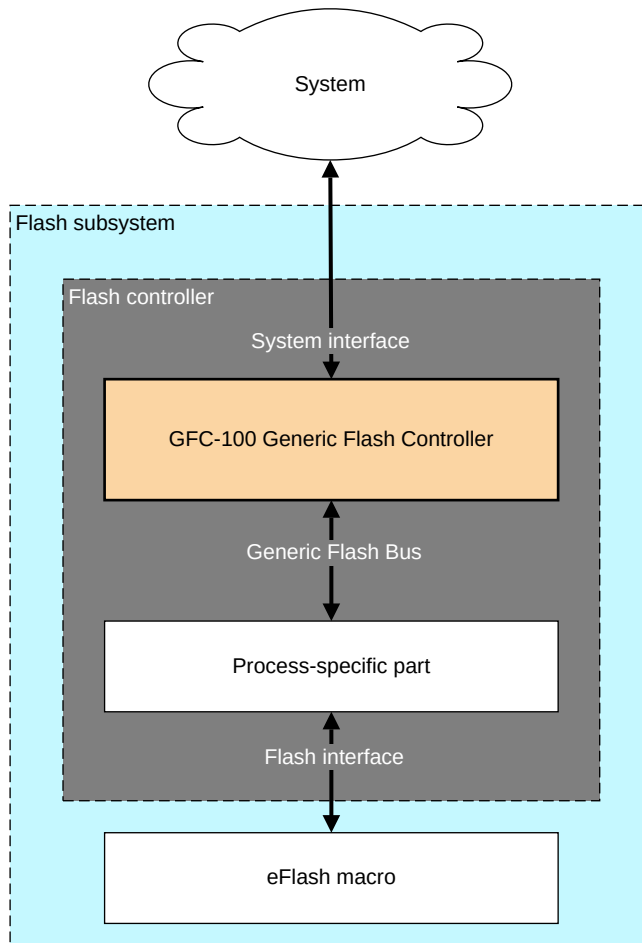 System
Flash subsystem
Flash controller
System interface
GFC-100 Generic Flash Controller
Generic Flash Bus
Process-specific part
Flash interface
eFlash macro